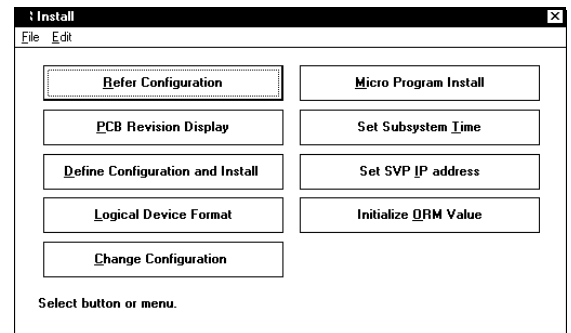 Install
File Edit
Refer Configuration
Micro Program Install
PCB Revision Display
Set Subsystem Time
Define Configuration and Install
Set SVP IP address
Logical Device Format
Initialize ORM Value
Change Configuration
Select button or menu.